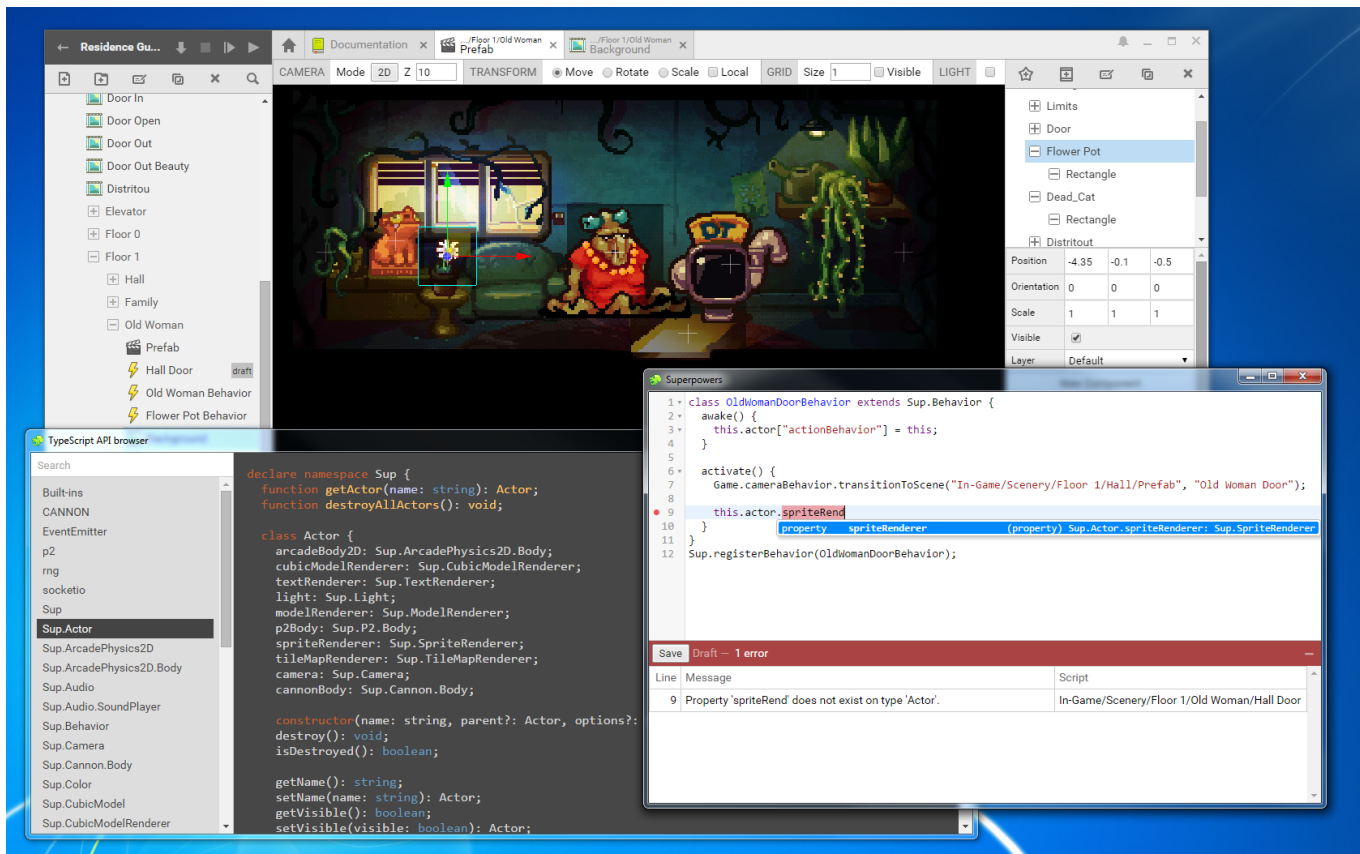 Residence Gu...
Documentation
.../Floor 1/Old Woman
Prefab
.../Floor 1/Old Woman
Background
CAMERA Mode 2D Z 10 TRANSFORM Move Rotate Scale Local GRID Size 1 Visible LIGHT
Door In
Door Open
Door Out
Door Out Beauty
Distritou
Elevator
Floor 0
Floor 1
Hall
Family
Old Woman
Prefab
Hall Door draft
Old Woman Behavior
Flower Pot Behavior
Background
DT
Limits
Door
Flower Pot
Rectangle
Dead_Cat
Rectangle
Distritout
Position -4.35 -0.1 -0.5
Orientation 0 0 0
Scale 1 1 1
Visible
Layer Default
New Component
TypeScript API browser
Search
Built-ins
CANNON
EventEmitter
p2
rng
socketio
Sup
Sup.Actor
Sup.ArcadePhysics2D
Sup.ArcadePhysics2D.Body
Sup.Audio
Sup.Audio.SoundPlayer
Sup.Behavior
Sup.Camera
Sup.Cannon.Body
Sup.Color
Sup.CubicModel
Sup.CubicModelRenderer
declare namespace Sup {
function getActor(name: string): Actor;
function destroyAllActors(): void;
class Actor {
arcadeBody2D: Sup.ArcadePhysics2D.Body;
cubicModelRenderer: Sup.CubicModelRenderer;
textRenderer: Sup.TextRenderer;
light: Sup.Light;
modelRenderer: Sup.ModelRenderer;
p2Body: Sup.P2.Body;
spriteRenderer: Sup.SpriteRenderer;
tileMapRenderer: Sup.TileMapRenderer;
camera: Sup.Camera;
cannonBody: Sup.Cannon.Body;
constructor(name: string, parent?: Actor, options?:
destroy(): void;
isDestroyed(): boolean;
getName(): string;
setName(name: string): Actor;
getVisible(): boolean;
setVisible(visible: boolean): Actor;
Superpowers
1 class OldWomanDoorBehavior extends Sup.Behavior {
2 awake() {
3 this.actor["actionBehavior"] = this;
4 }
5
6 activate() {
7 Game.cameraBehavior.transitionToScene("In-Game/Scenery/Floor 1/Hall/Prefab", "Old Woman Door");
8
9 this.actor.spriteRend
property spriteRenderer (property) Sup.Actor.spriteRenderer: Sup.SpriteRenderer
10 }
11 }
12 Sup.registerBehavior(OldWomanDoorBehavior);
Save Draft — 1 error
Line Message Script
9 Property 'spriteRend' does not exist on type 'Actor'. In-Game/Scenery/Floor 1/Old Woman/Hall Door